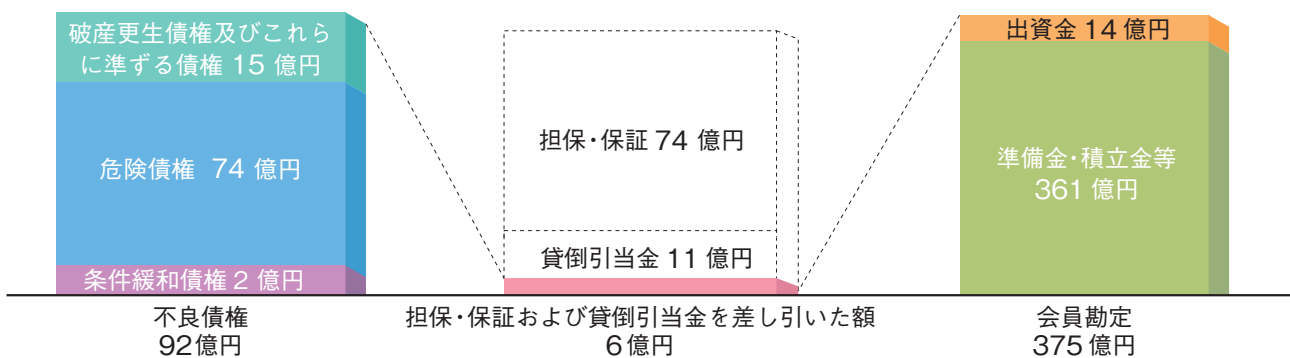 破産更生債権及びこれら
に準ずる債権 15 億円
危険債権 74 億円
条件緩和債権 2 億円
不良債権
92億円
担保・保証 74 億円
貸倒引当金 11 億円
担保・保証および貸倒引当金を差し引いた額
6億円
出資金 14 億円
準備金・積立金等
361 億円
会員勘定
375億円